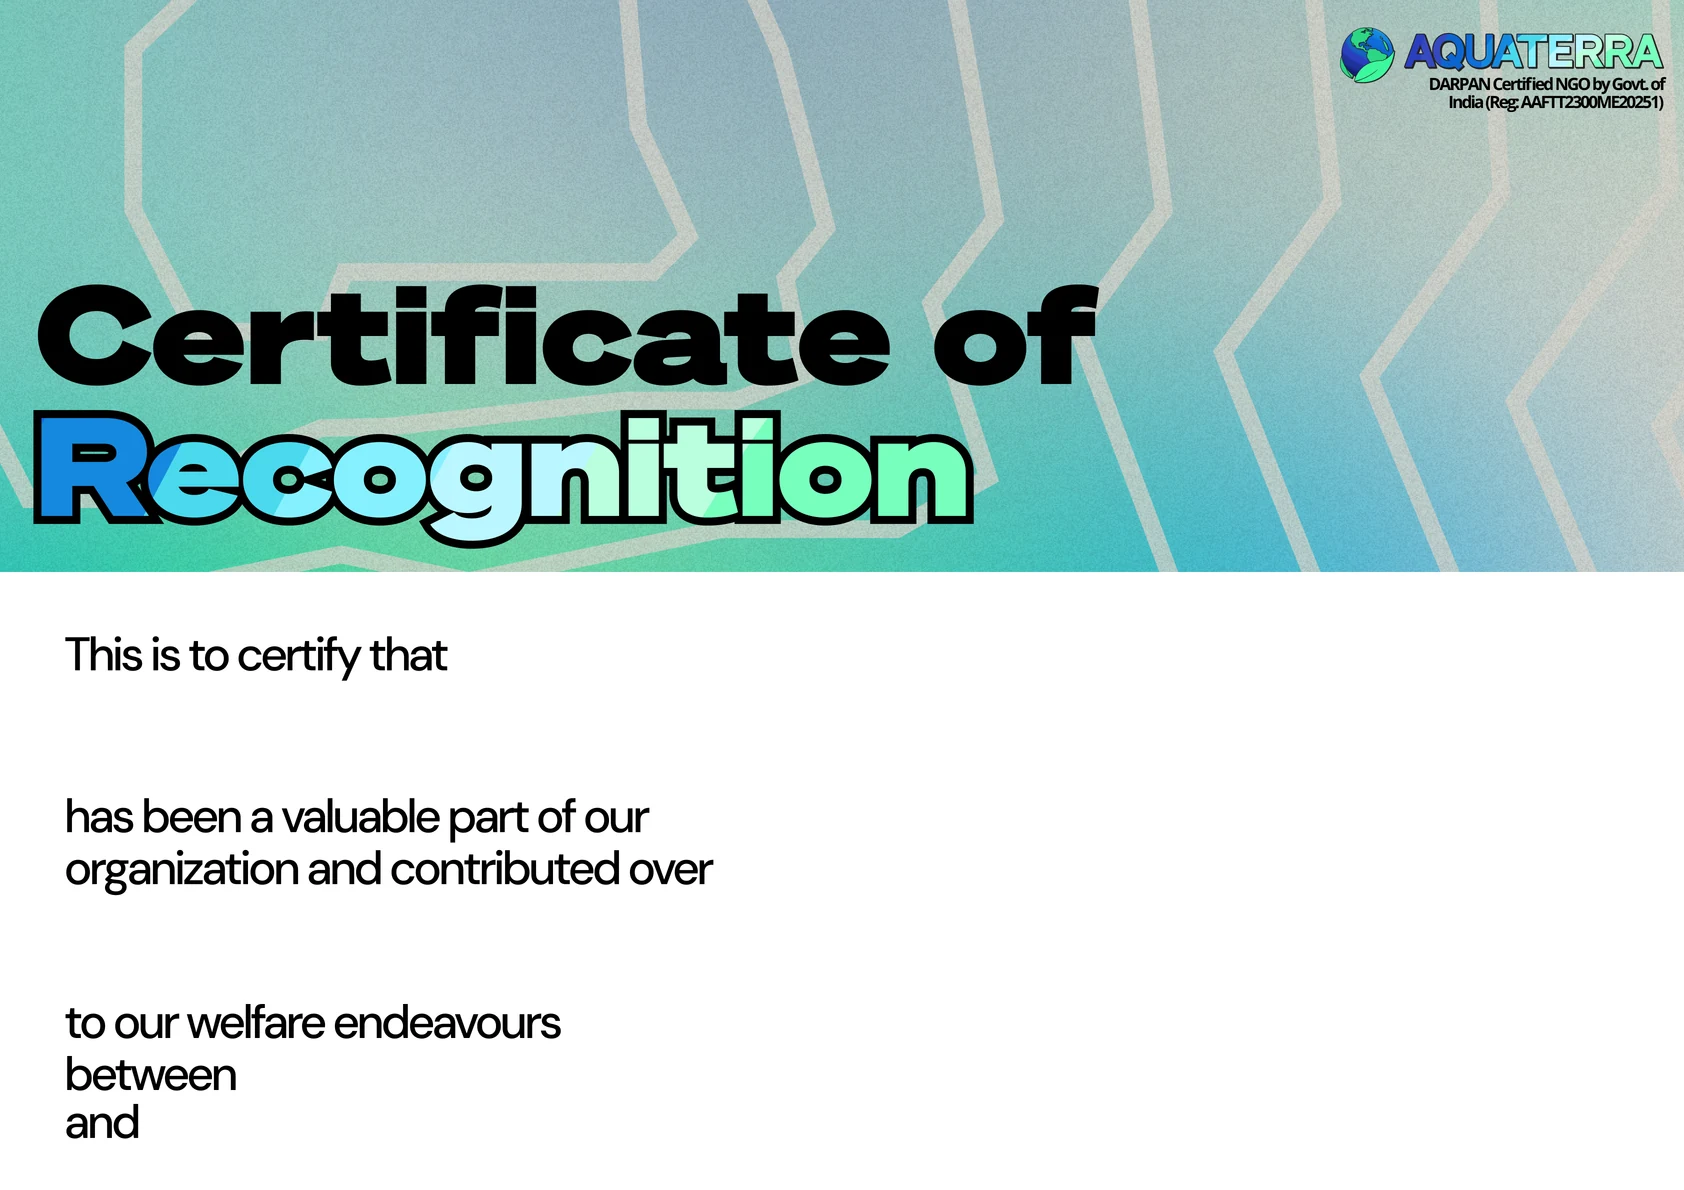 AQUATERRA
DARPAN Certified NGO by Govt. of
India (Reg: AAFTT2300ME20251)
Certificate of
Recognition
This is to certify that
has been a valuable part of our
organization and contributed over
to our welfare endeavours
between
and